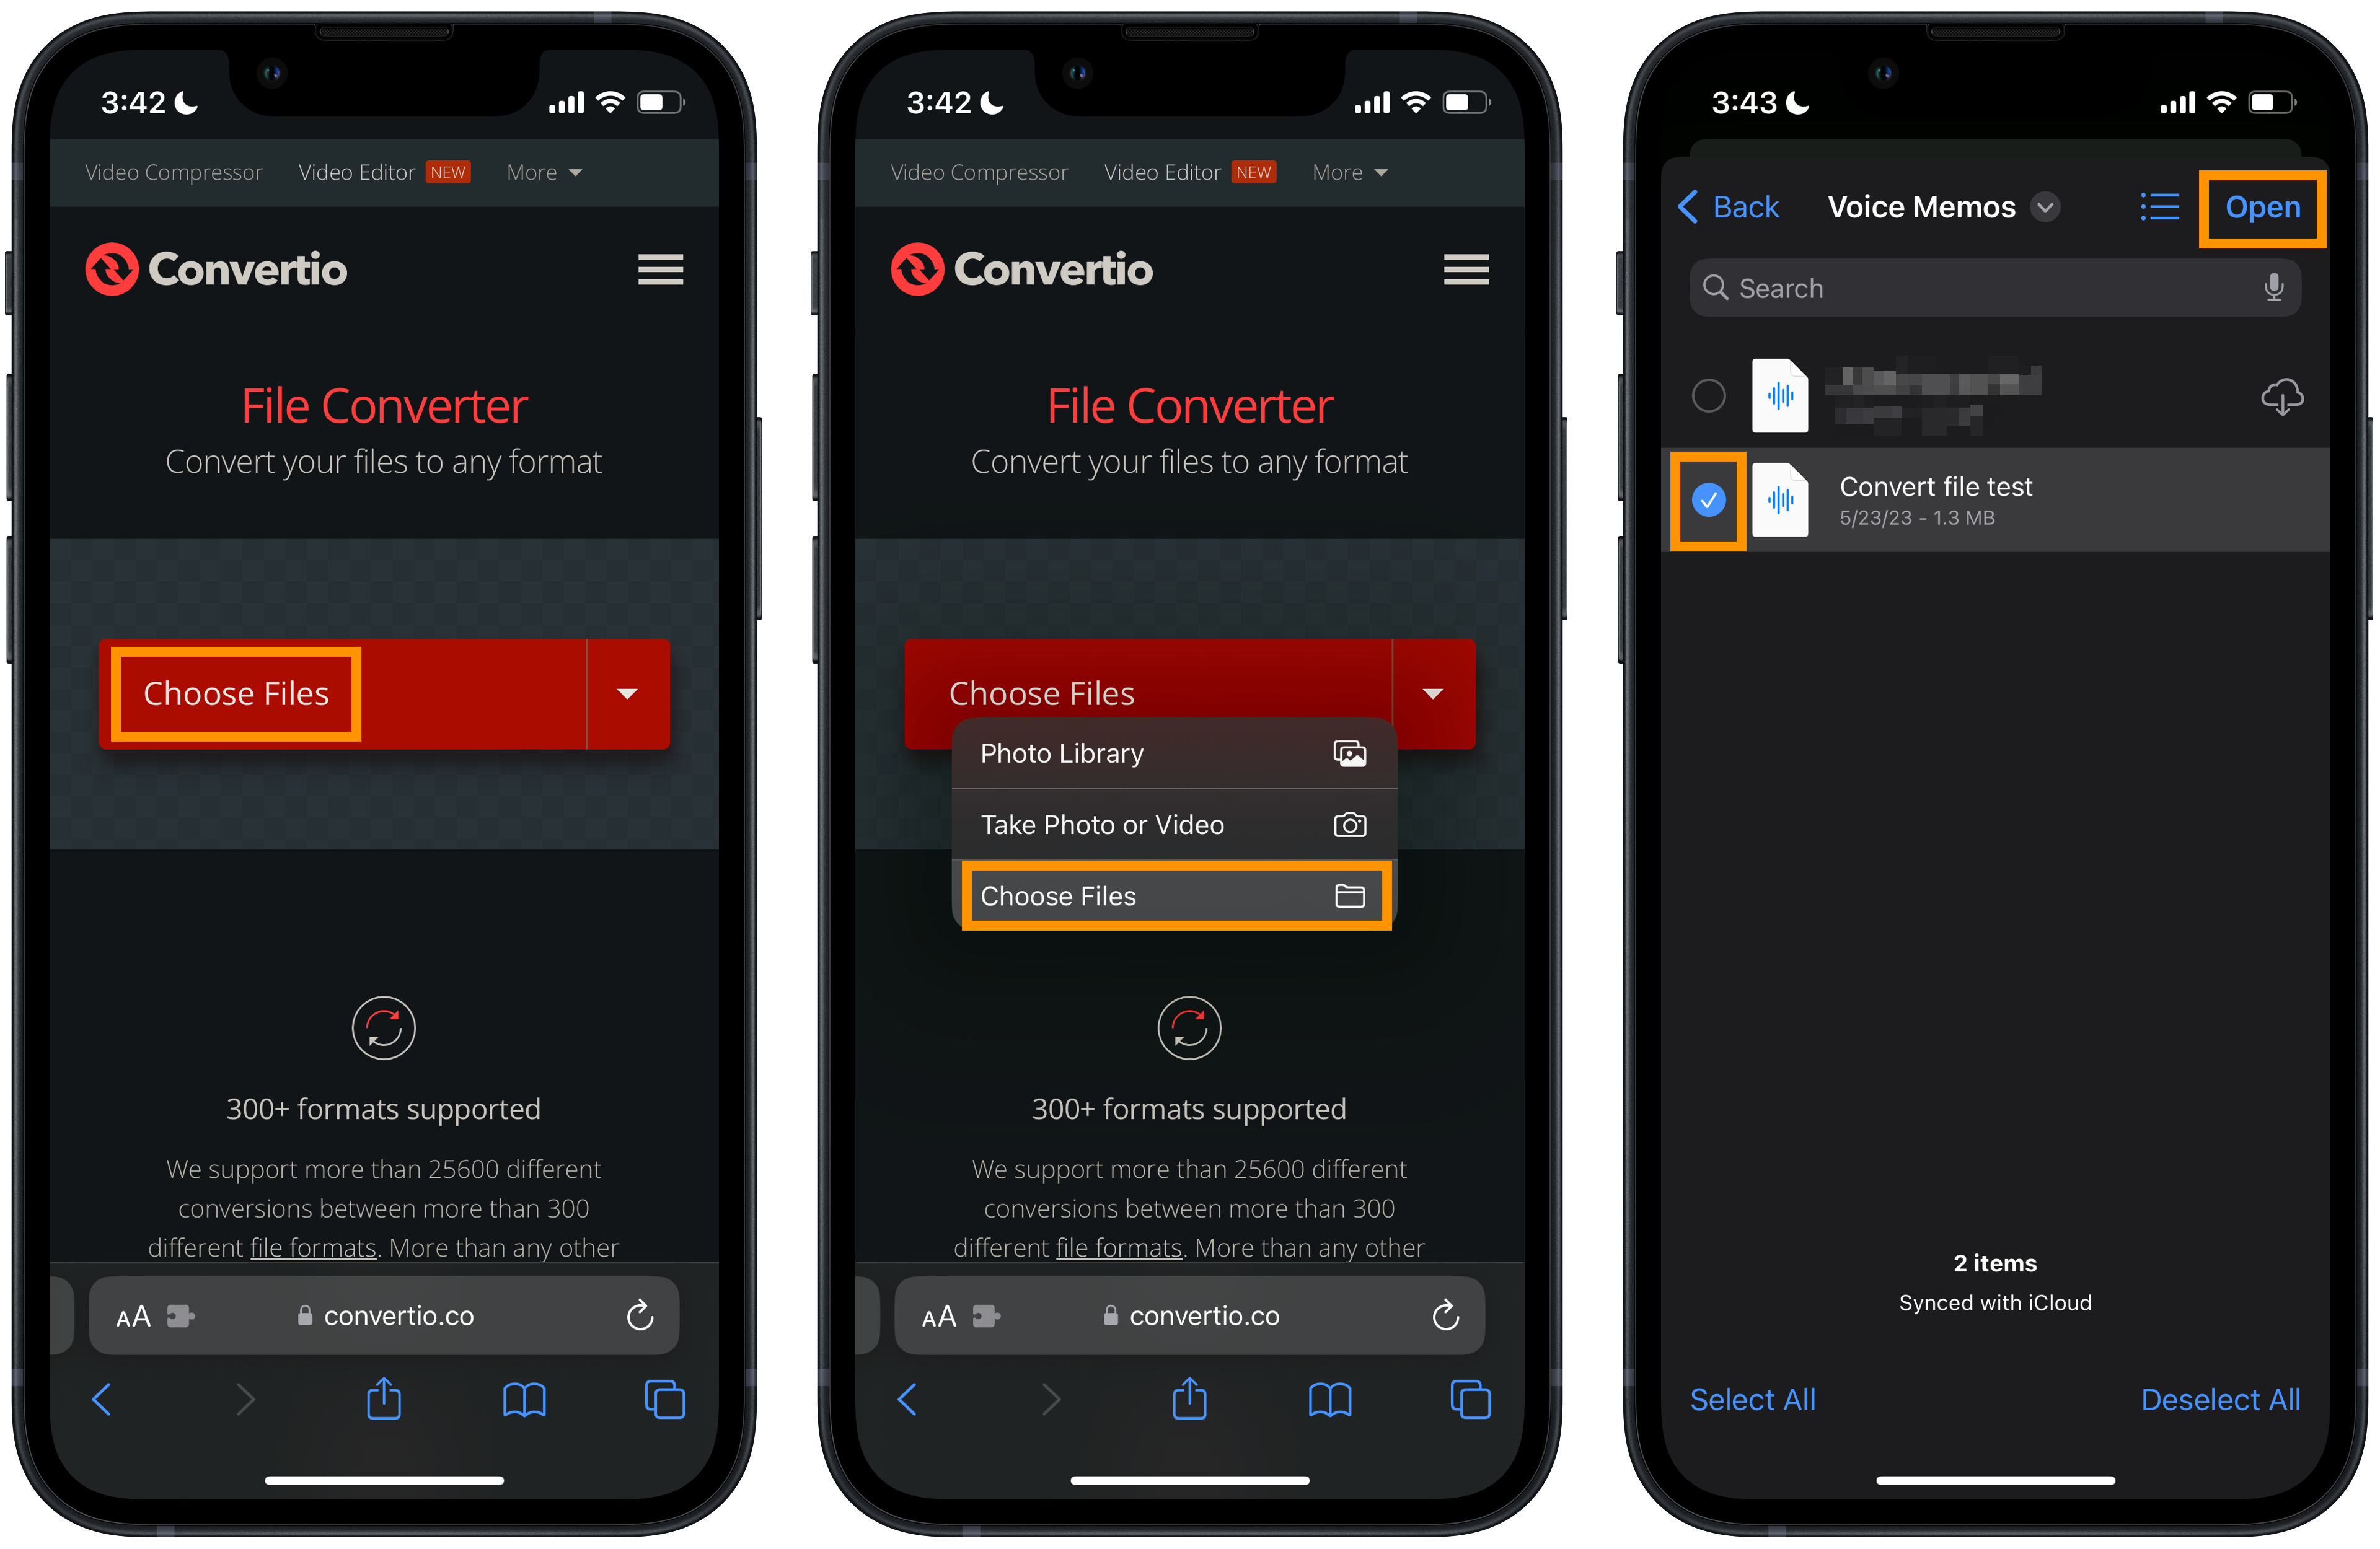 3:42
Video Compressor Video Editor NEW More
Convertio
File Converter
Convert your files to any format
Choose Files
300+ formats supported
We support more than 25600 different
conversions between more than 300
different file formats. More than any other
AA convertio.co
3:42
Video Compressor Video Editor NEW More
Convertio
File Converter
Convert your files to any format
Choose Files
Photo Library
Take Photo or Video
Choose Files
300+ formats supported
We support more than 25600 different
conversions between more than 300
different file formats. More than any other
AA convertio.co
3:43
Back Voice Memos Open
Search
Convert file test
5/23/23 - 1.3 MB
2 items
Synced with iCloud
Select All Deselect All